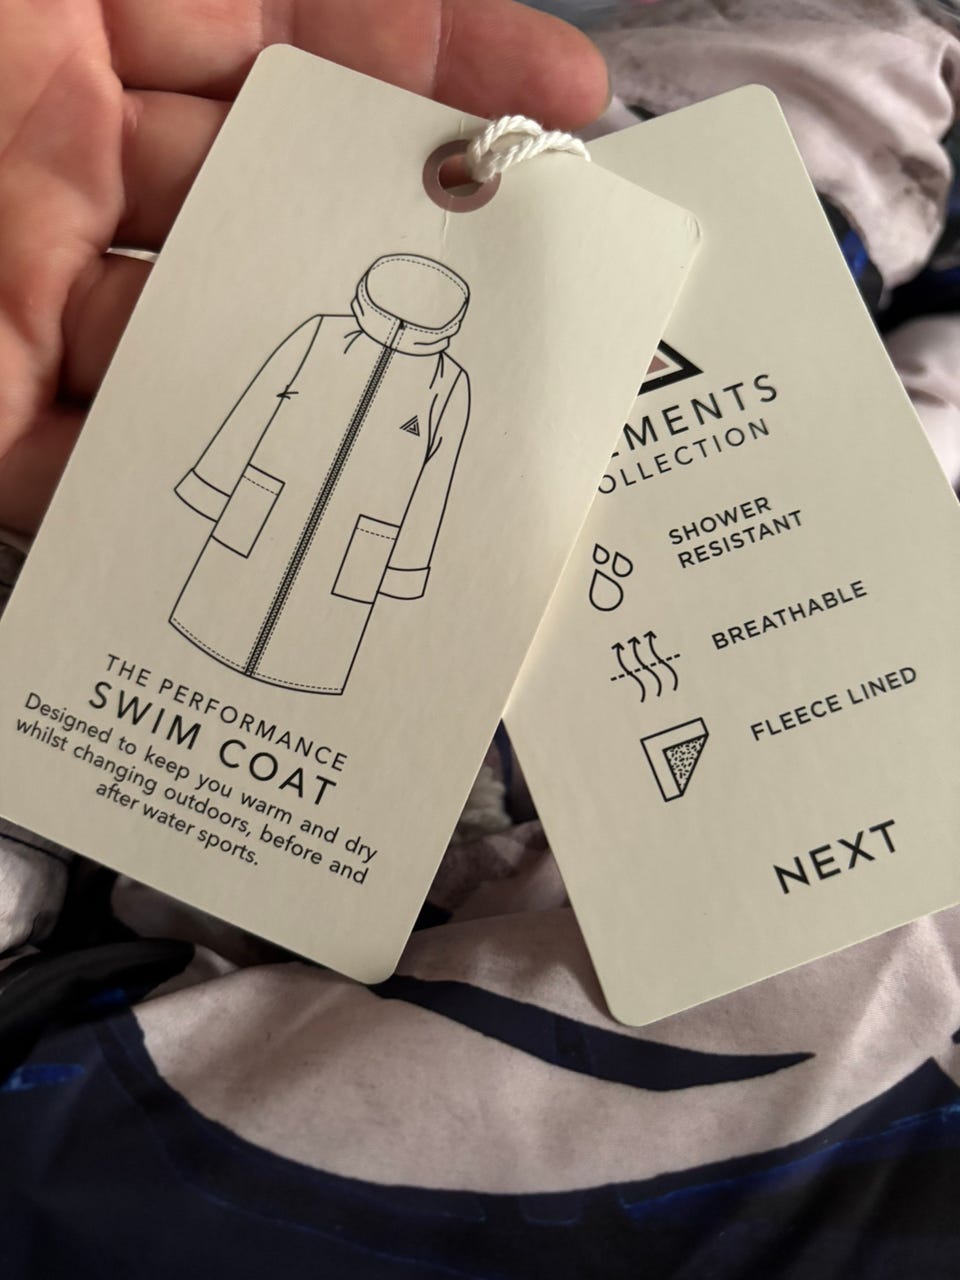 THE PERFORMANCE
SWIM COAT
Designed to keep you warm and dry
whilst changing outdoors, before and
after water sports.
EMENTS
OLLECTION
SHOWER
RESISTANT
BREATHABLE
FLEECE LINED
NEXT